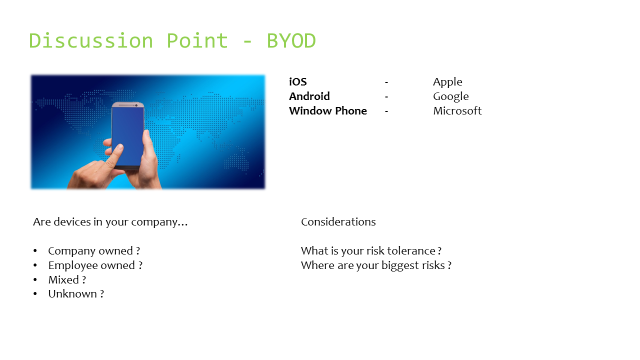 Discussion Point - BYOD
iOS - Apple
Android - Google
Window Phone - Microsoft
Are devices in your company...
• Company owned ?
• Employee owned ?
• Mixed ?
• Unknown ?
Considerations
What is your risk tolerance ?
Where are your biggest risks ?